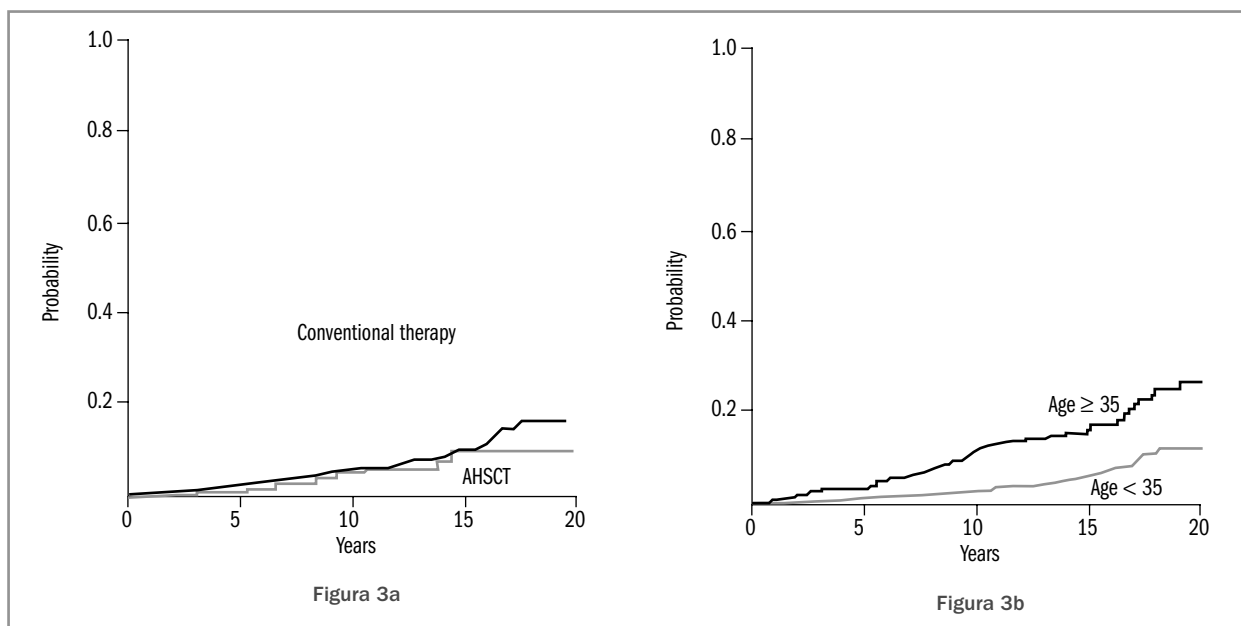 1.0
0.8
0.6
0.4
0.2
Probability
Conventional therapy
AHSCT
0
5
10
15
20
Years
Figura 3a
1.0
0.8
0.6
0.4
0.2
Probability
Age ≥ 35
Age < 35
0
5
10
15
20
Years
Figura 3b